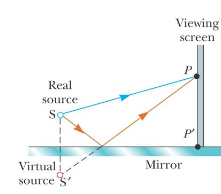 Viewing
screen
P
Real
source
S
P′
Virtual
source S′
Mirror